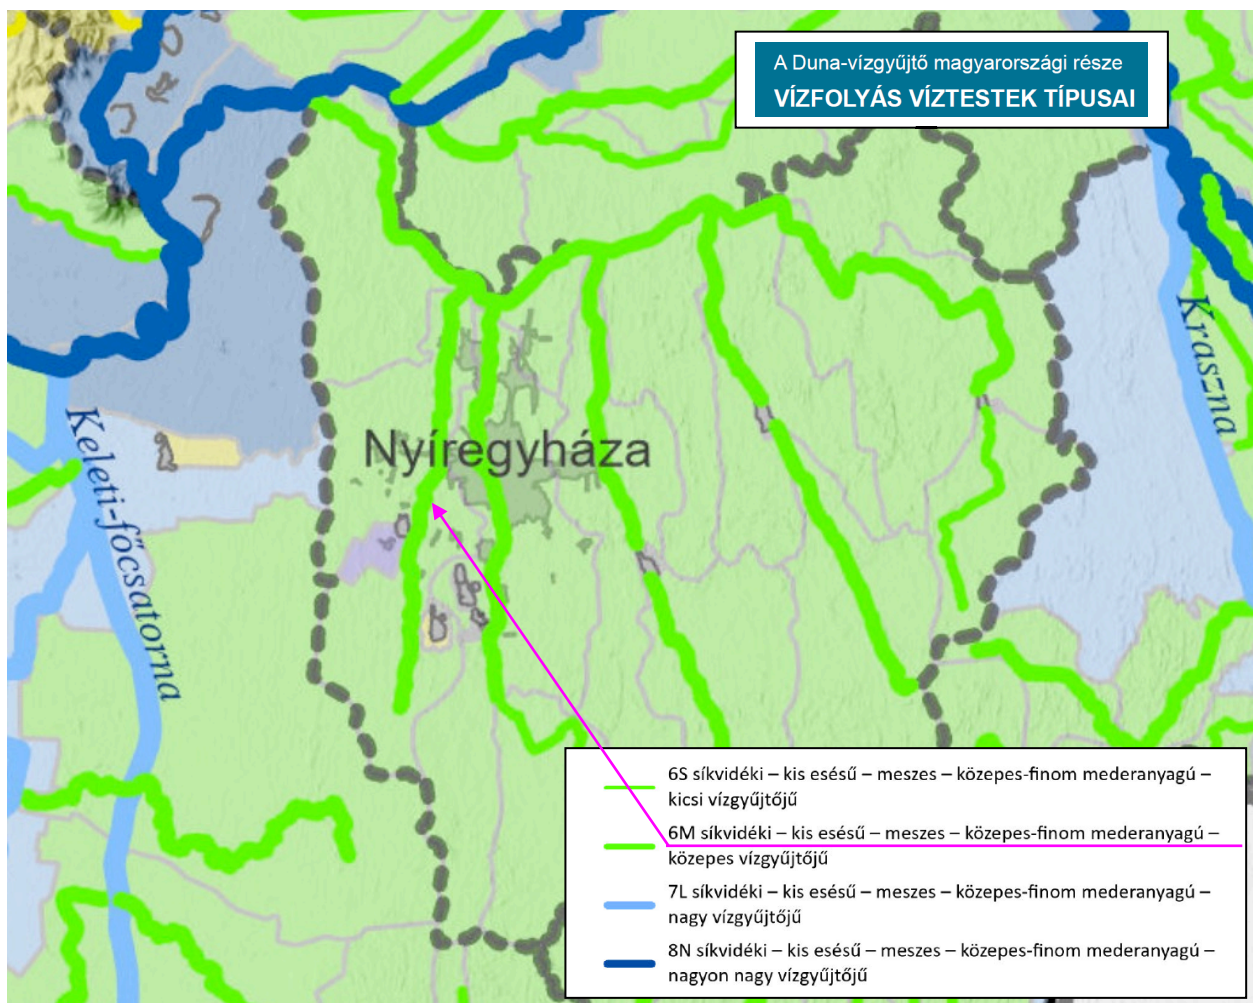 A Duna-vízgyűjtő magyarországi része
VÍZFOLYÁS VÍZTESTEK TÍPUSAI
Kraszna
Nyíregyháza
Keleti-főcsatorna
6S síkvidéki – kis esésű – meszes – közepes-finom mederanyagú –
kicsi vízgyűjtőjű
6M síkvidéki – kis esésű – meszes – közepes-finom mederanyagú –
közepes vízgyűjtőjű
7L síkvidéki – kis esésű – meszes – közepes-finom mederanyagú –
nagy vízgyűjtőjű
8N síkvidéki – kis esésű – meszes – közepes-finom mederanyagú –
nagyon nagy vízgyűjtőjű